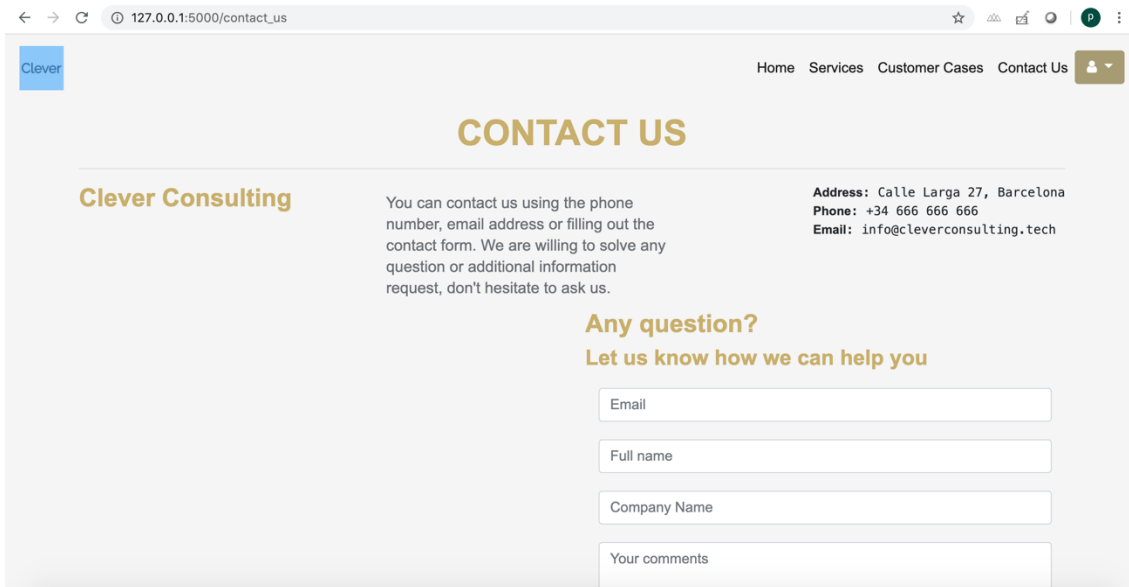 127.0.0.1:5000/contact_us
P
Clever
Home Services Customer Cases Contact Us
CONTACT US
Clever Consulting
You can contact us using the phone
number, email address or filling out the
contact form. We are willing to solve any
question or additional information
request, don't hesitate to ask us.
Address: Calle Larga 27, Barcelona
Phone: +34 666 666 666
Email: info@cleverconsulting.tech
Any question?
Let us know how we can help you
Email
Full name
Company Name
Your comments